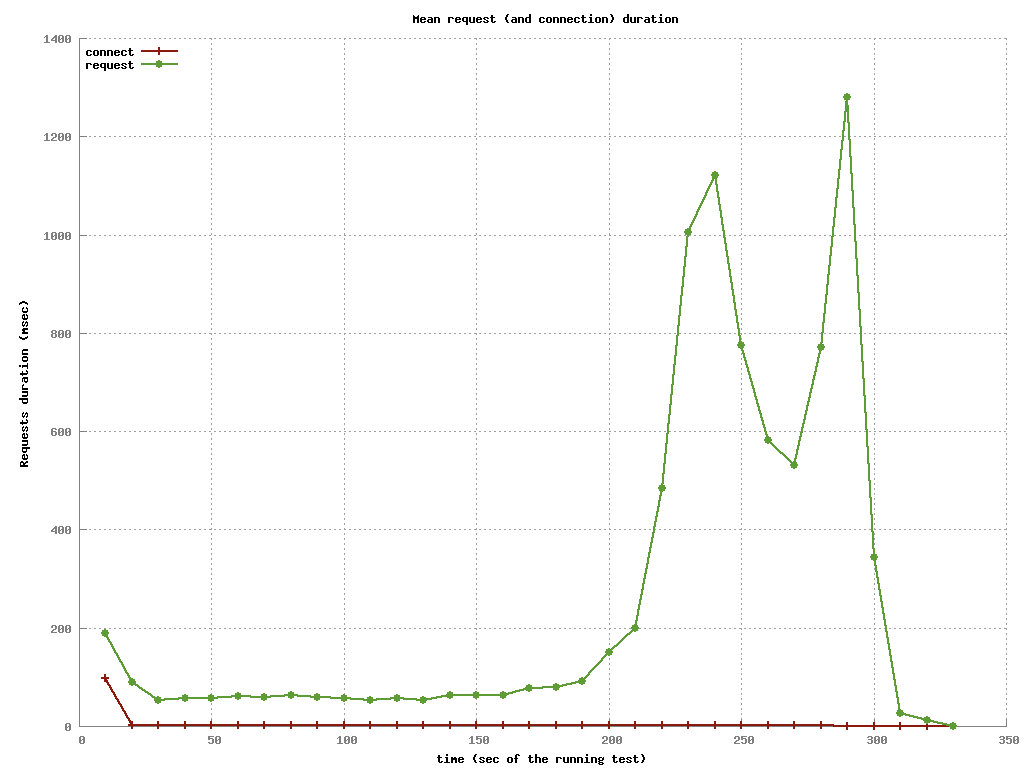 Mean request (and connection) duration
connect
request
1400
1200
1000
800
600
400
200
0
Requests duration (msec)
0 50 100 150 200 250 300 350
time (sec of the running test)